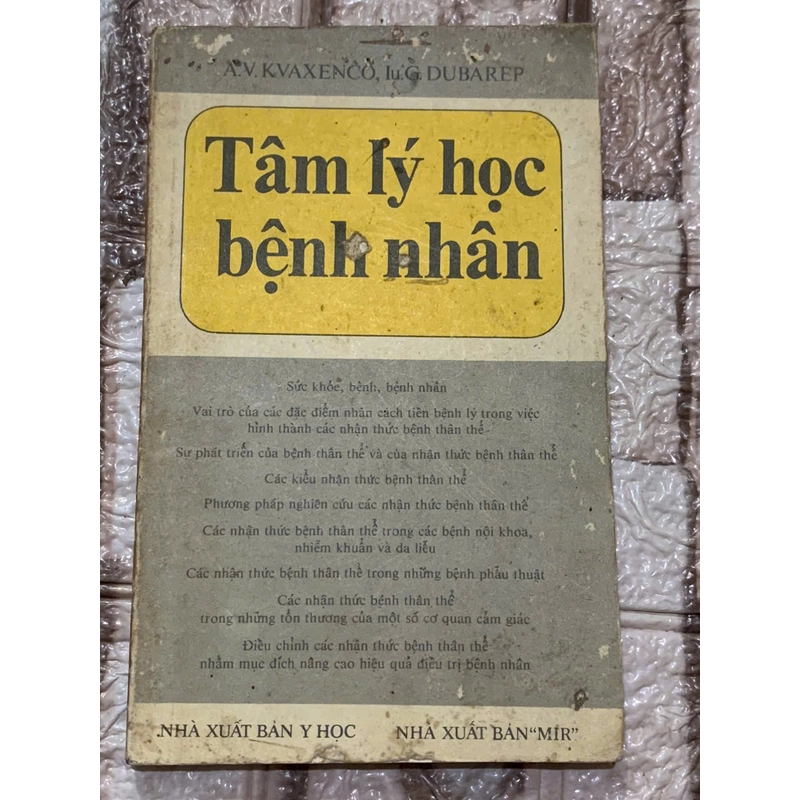 A.V. KVAXENCÔ, Iu.G. DUBAREP
Tâm lý học
bệnh nhân
Sức khỏe, bệnh, bệnh nhân
Vai trò của các đặc điểm nhân cách tiền bệnh lý trong việc
hình thành các nhận thức bệnh thân thể
Sự phát triển của bệnh thân thể và của nhận thức bệnh thân thể
Các kiểu nhận thức bệnh thân thể
Phương pháp nghiên cứu các nhận thức bệnh thân thể
Các nhận thức bệnh thân thể trong các bệnh nội khoa,
nhiễm khuẩn và da liễu
Các nhận thức bệnh thân thể trong những bệnh phẫu thuật
Các nhận thức bệnh thân thể
trong những tổn thương của một số cơ quan cảm giác
Điều chỉnh các nhận thức bệnh thân thể
nhằm mục đích nâng cao hiệu quả điều trị bệnh nhân
NHÀ XUẤT BẢN Y HỌC NHÀ XUẤT BẢN "MIR"